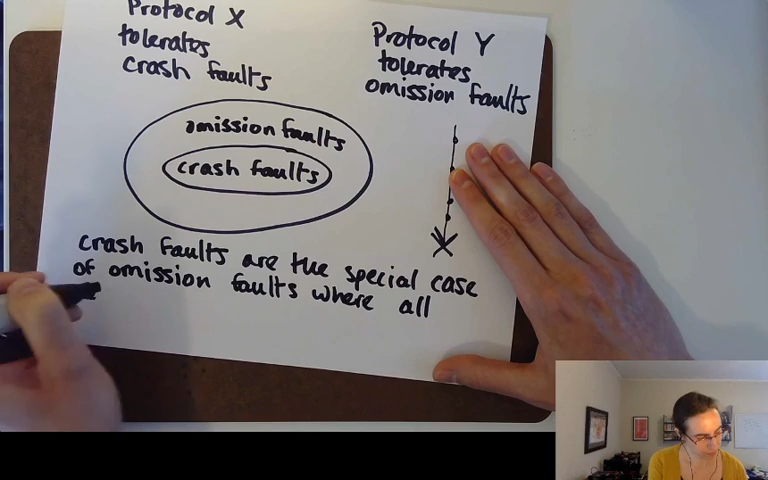 Protocol X
tolerates
crash faults
Protocol Y
tolerates
omission faults
omission faults
crash faults
crash faults are the special case
of omission faults where all